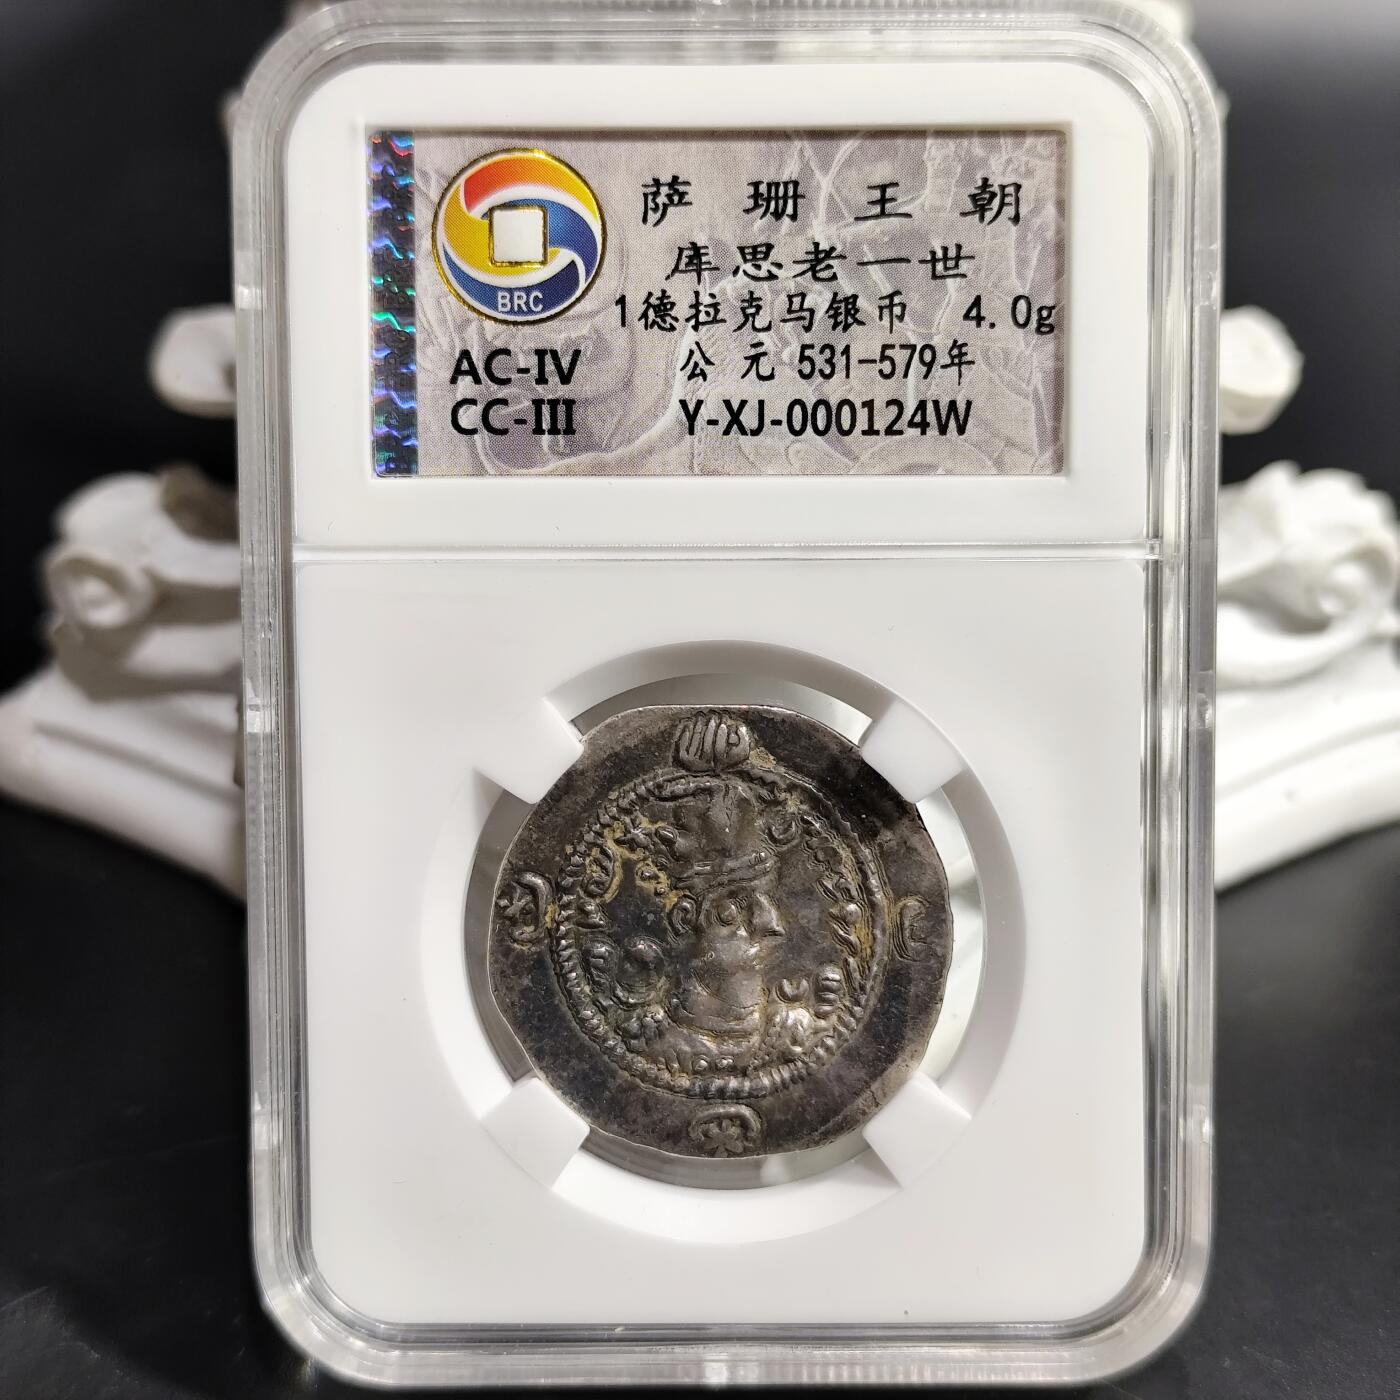 BRC
萨 珊 王 朝
库思老一世
1德拉克马银币 4.0g
公 元 531-579年
AC-IV
CC-III
Y-XJ-000124W